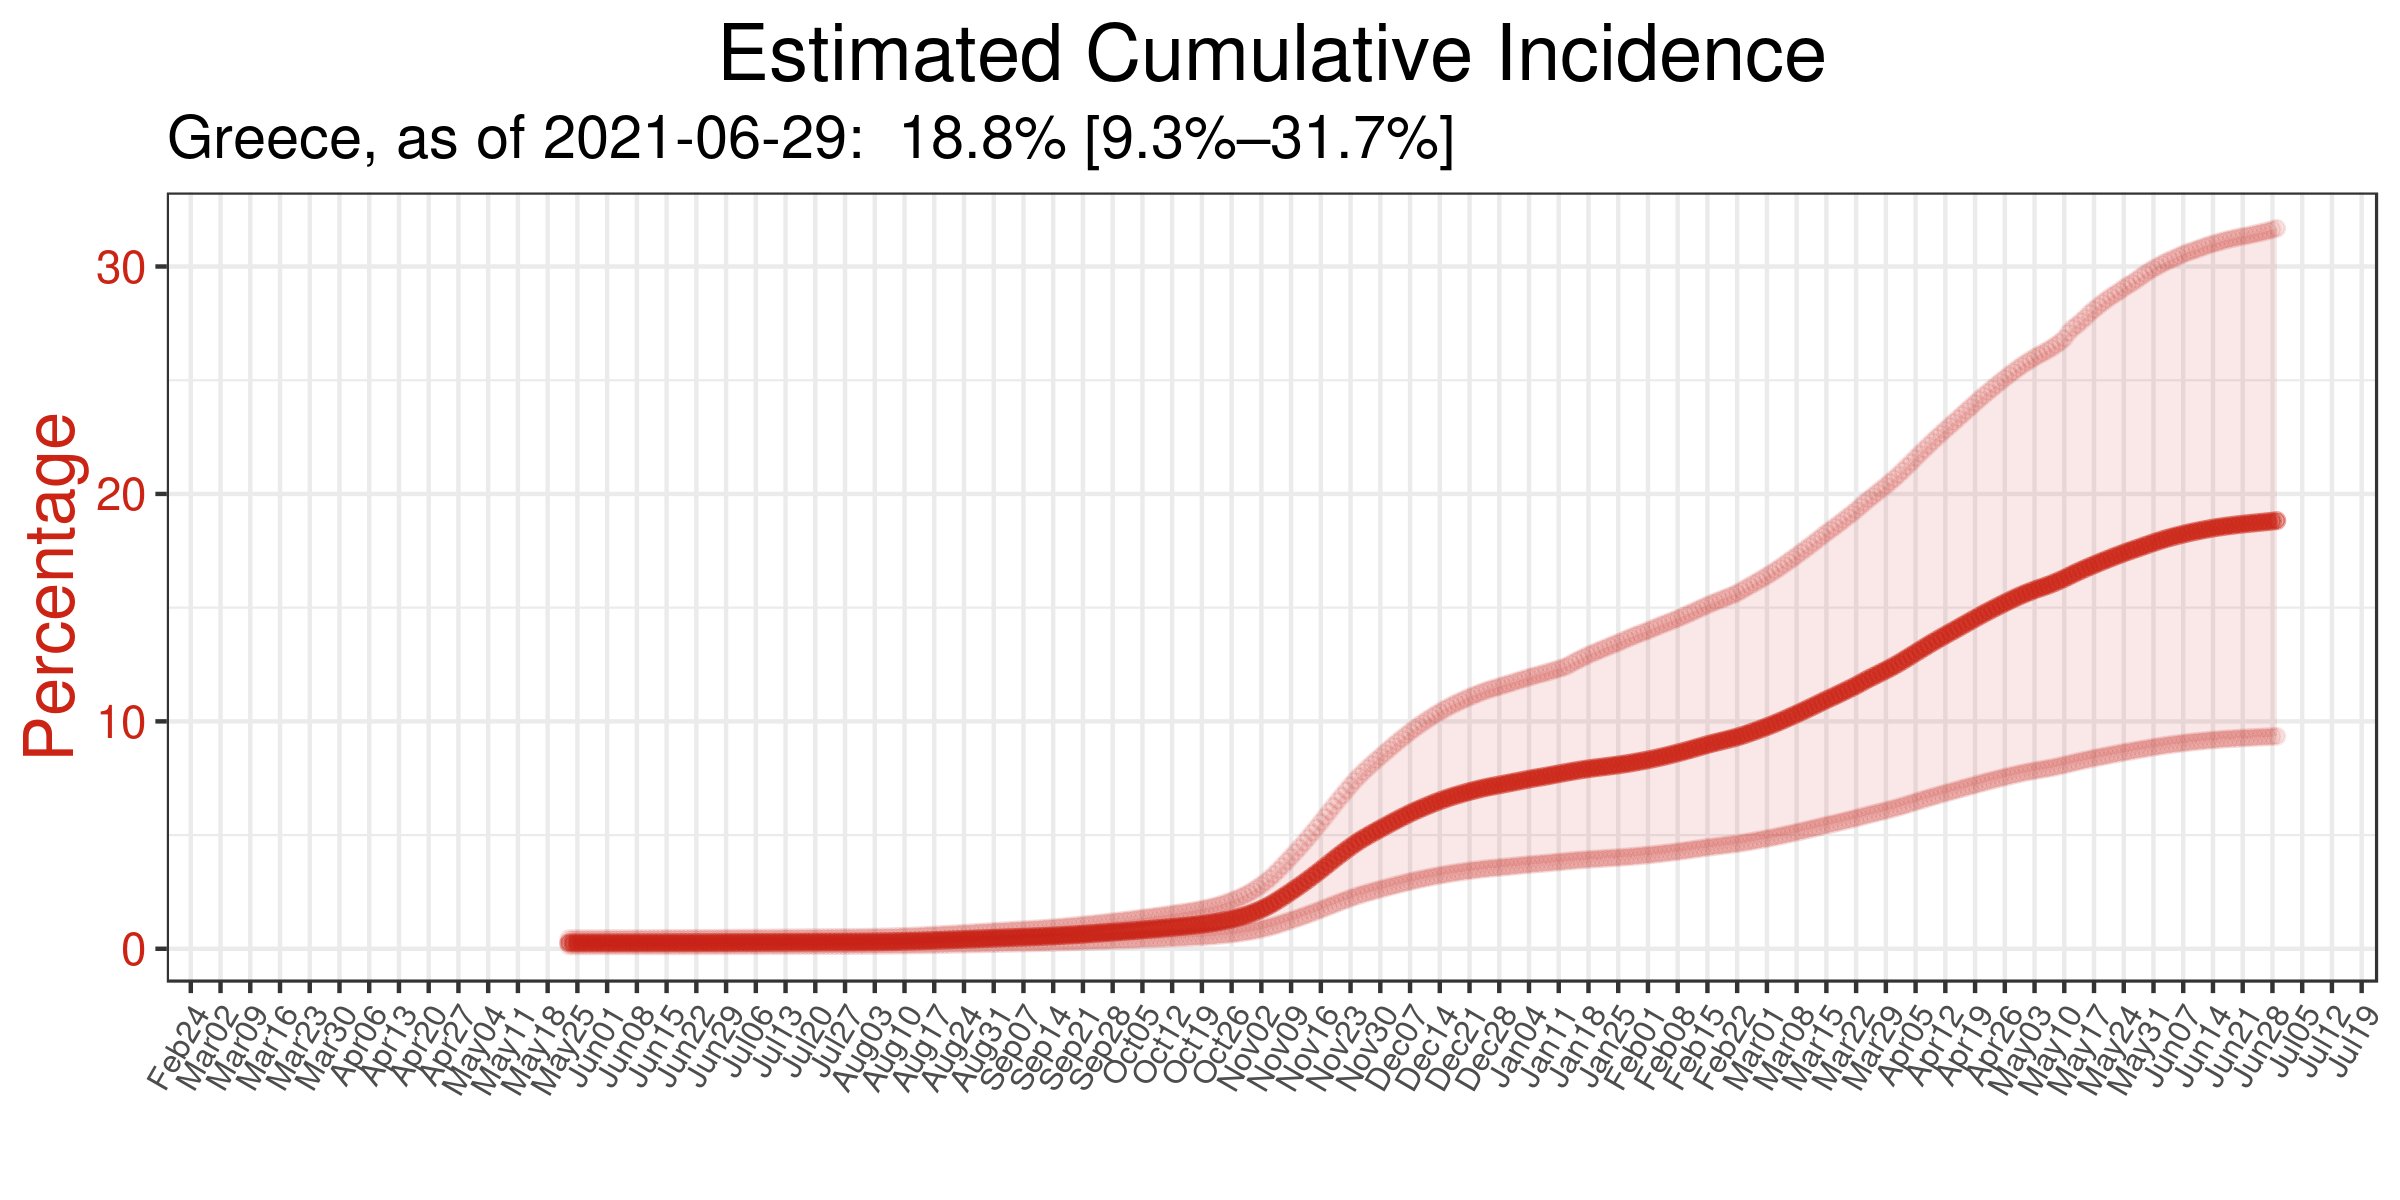 Estimated Cumulative Incidence
Greece, as of 2021-06-29:  18.8% [9.3%–31.7%]
Percentage
30
20
10
0
Feb24
Mar02
Mar09
Mar16
Mar23
Mar30
Apr06
Apr13
Apr20
Apr27
May04
May11
May18
May25
Jun01
Jun08
Jun15
Jun22
Jun29
Jul06
Jul13
Jul20
Jul27
Aug03
Aug10
Aug17
Aug24
Aug31
Sep07
Sep14
Sep21
Sep28
Oct05
Oct12
Oct19
Oct26
Nov02
Nov09
Nov16
Nov23
Nov30
Dec07
Dec14
Dec21
Dec28
Jan04
Jan11
Jan18
Jan25
Feb01
Feb08
Feb15
Feb22
Mar01
Mar08
Mar15
Mar22
Mar29
Apr05
Apr12
Apr19
Apr26
May03
May10
May17
May24
May31
Jun07
Jun14
Jun21
Jun28
Jul05
Jul12
Jul19